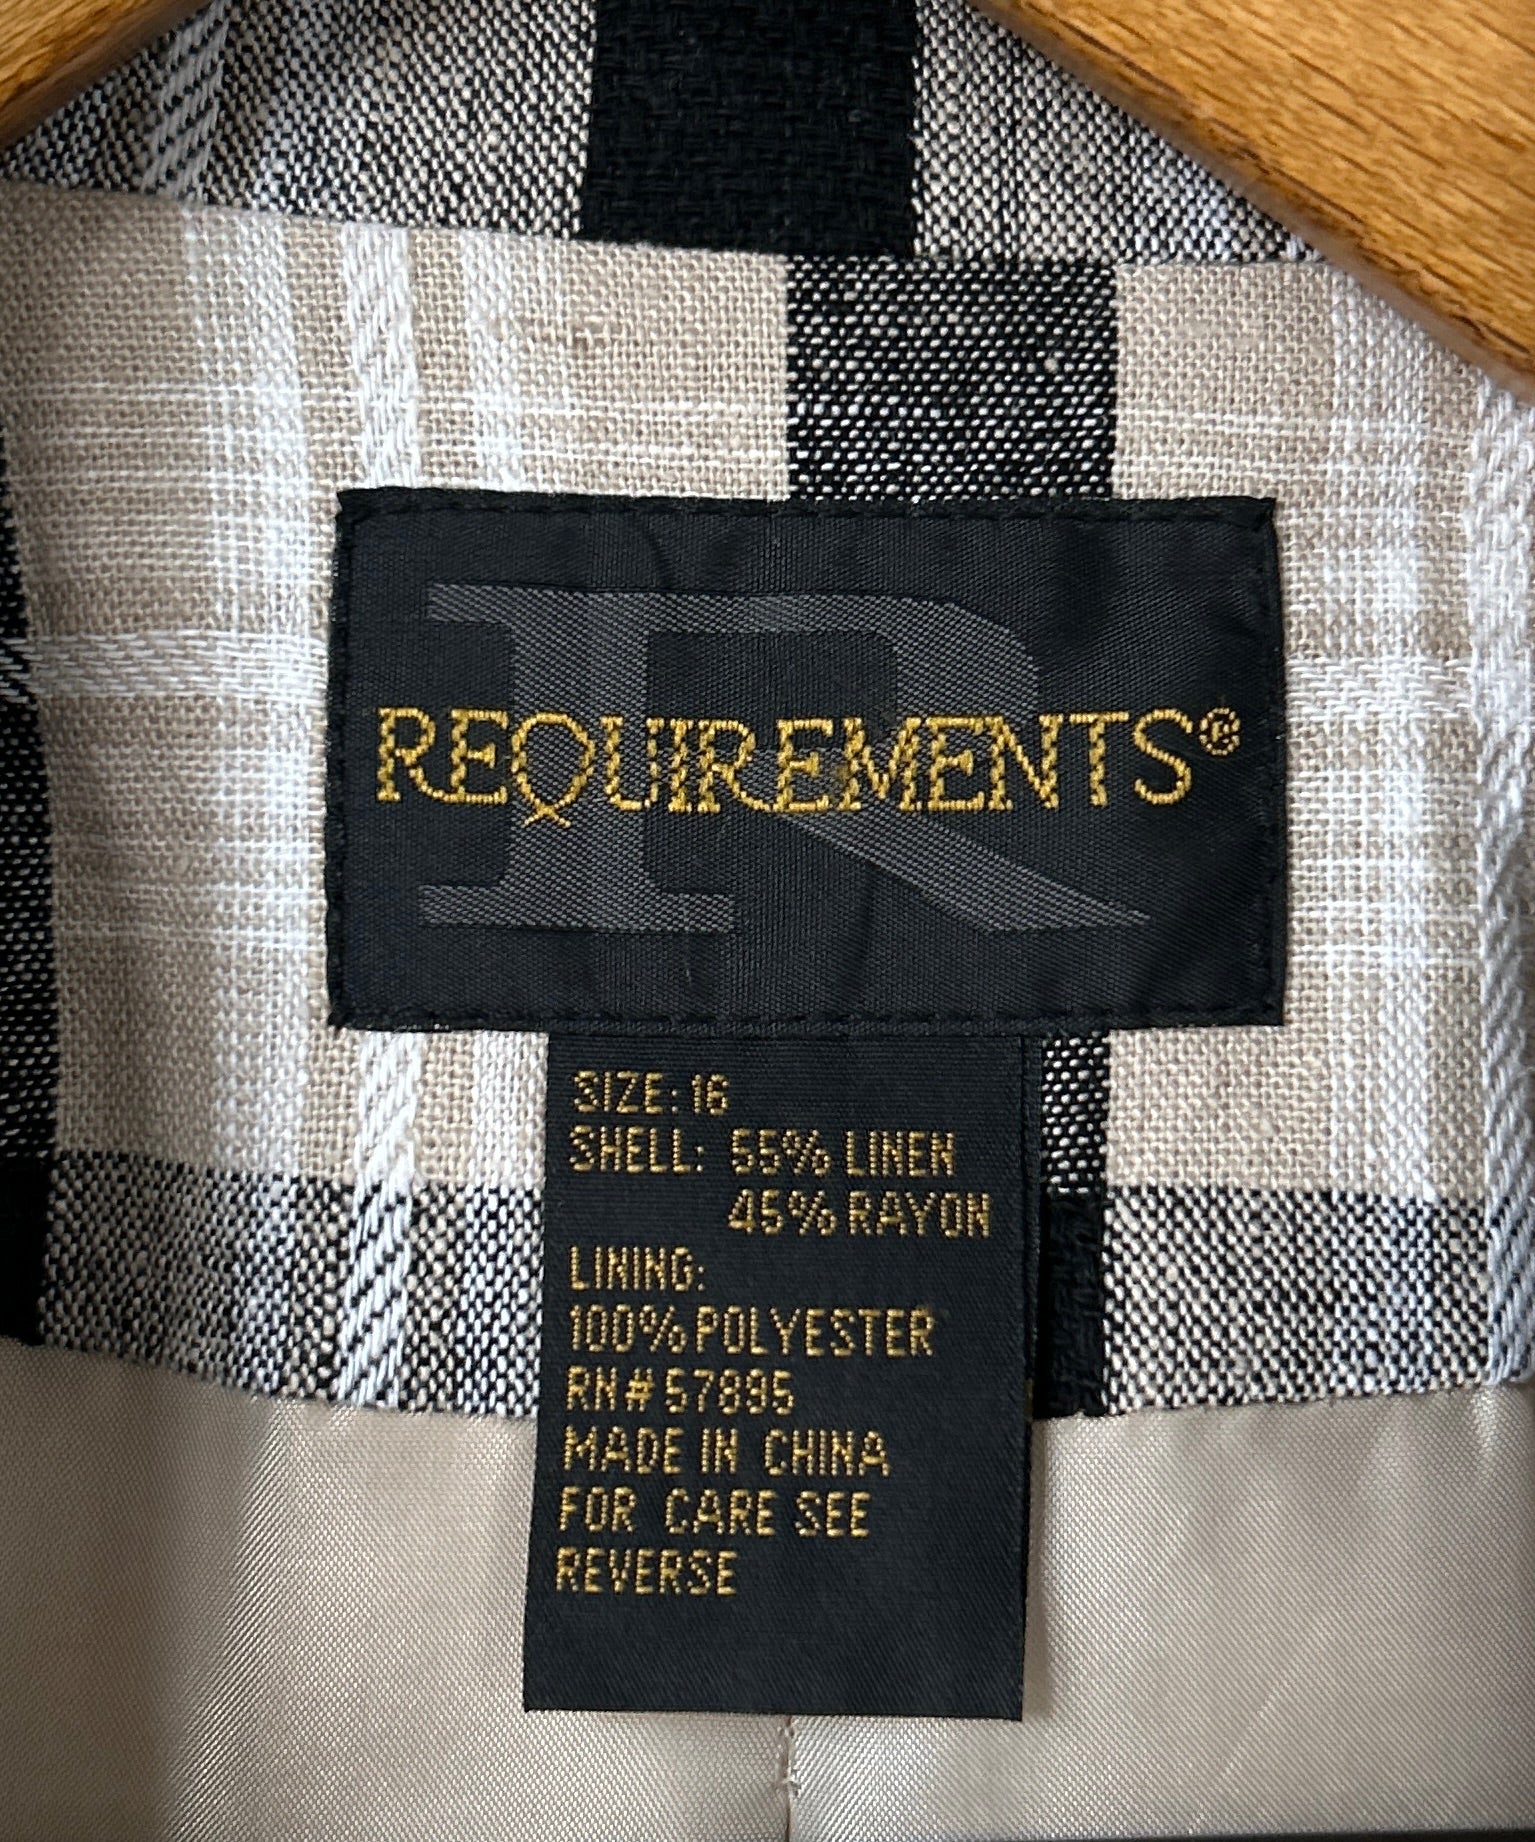 R
REQUIREMENTS®
SIZE: 16
SHELL: 55% LINEN
45% RAYON
LINING:
100% POLYESTER
RN# 57895
MADE IN CHINA
FOR CARE SEE
REVERSE